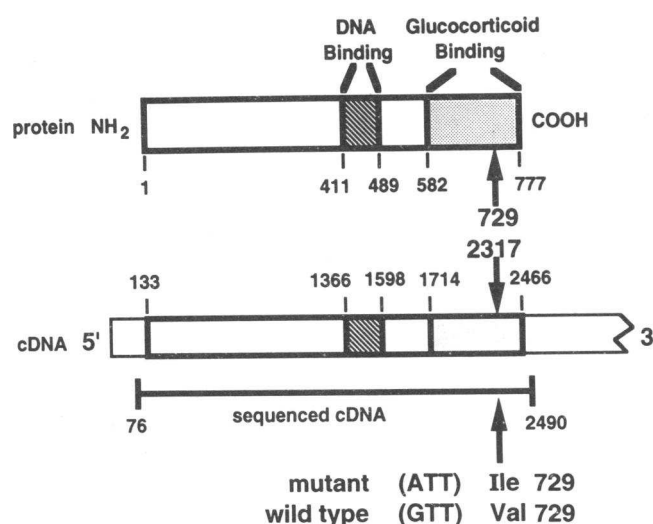 DNA Binding
Glucocorticoid Binding
protein NH2
COOH
1 411 489 582 777
729
2317
133 1366 1598 1714 2466
cDNA 5' 3
76 sequenced cDNA 2490
mutant (ATT) Ile 729
wild type (GTT) Val 729